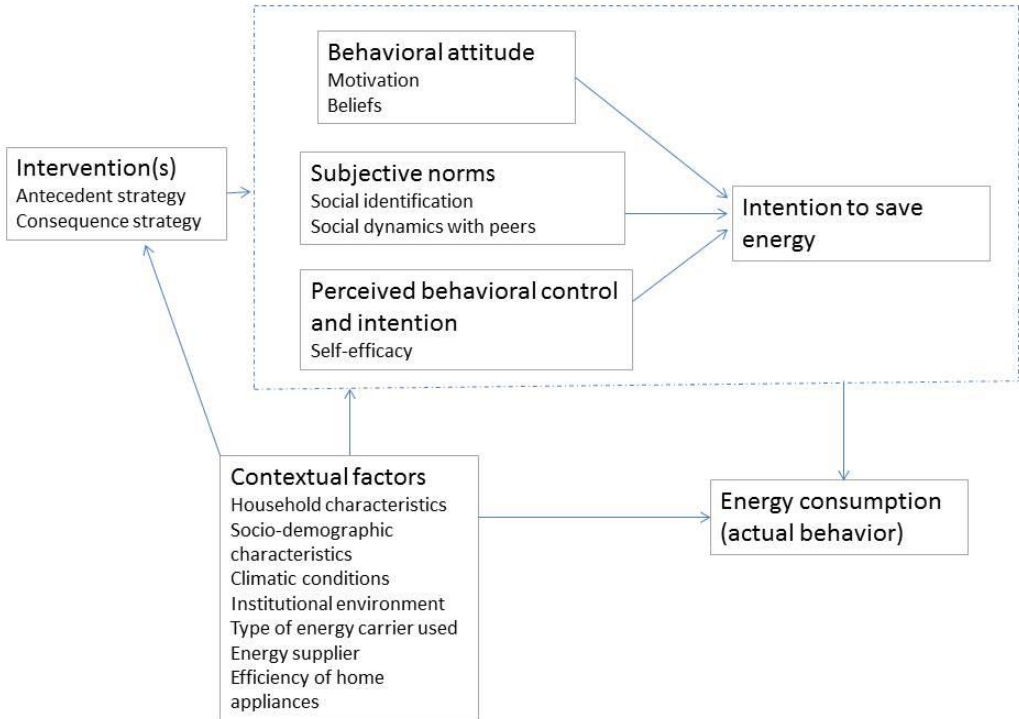 Behavioral attitude
Motivation
Beliefs
Intervention(s)
Antecedent strategy
Consequence strategy
Subjective norms
Social identification
Social dynamics with peers
Intention to save
energy
Perceived behavioral control
and intention
Self-efficacy
Contextual factors
Household characteristics
Socio-demographic
characteristics
Climatic conditions
Institutional environment
Type of energy carrier used
Energy supplier
Efficiency of home
appliances
Energy consumption
(actual behavior)